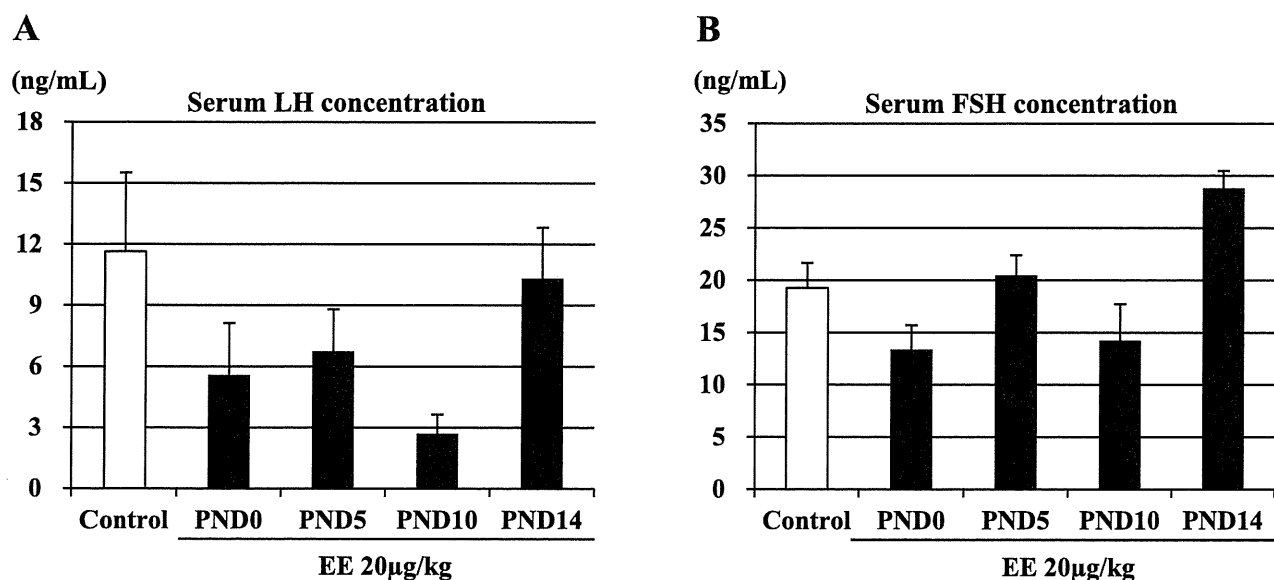 A
(ng/mL)
Serum LH concentration
18
15
12
9
6
3
0
Control PND0 PND5 PND10 PND14
EE 20µg/kg
B
(ng/mL)
Serum FSH concentration
35
30
25
20
15
10
5
0
Control PND0 PND5 PND10 PND14
EE 20µg/kg